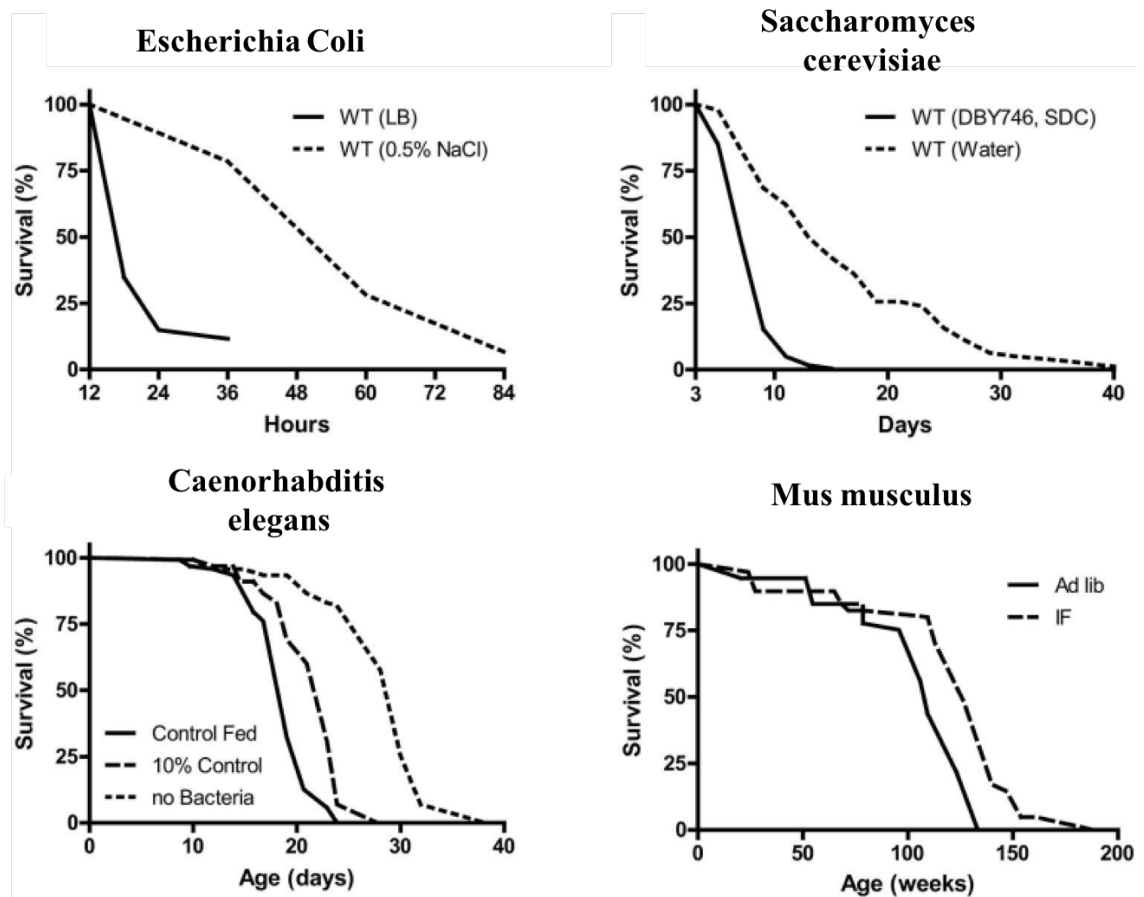 Escherichia Coli
100
75
50
25
0
Survival (%)
WT (LB)
WT (0.5% NaCl)
12 24 36 48 60 72 84
Hours
Saccharomyces
cerevisiae
100
75
50
25
0
Survival (%)
WT (DBY746, SDC)
WT (Water)
3 10 20 30 40
Days
Caenorhabditis
elegans
100
75
50
25
0
Survival (%)
Control Fed
10% Control
no Bacteria
0 10 20 30 40
Age (days)
Mus musculus
100
75
50
25
0
Survival (%)
Ad lib
IF
0 50 100 150 200
Age (weeks)